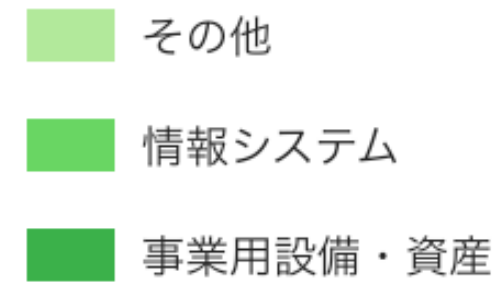 その他
情報システム
事業用設備・資産